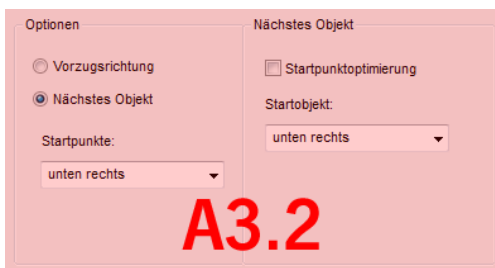 Optionen
Vorzugsrichtung
Nächstes Objekt
Startpunkte:
unten rechts
Nächstes Objekt
Startpunktoptimierung
Startobjekt:
unten rechts
A3.2